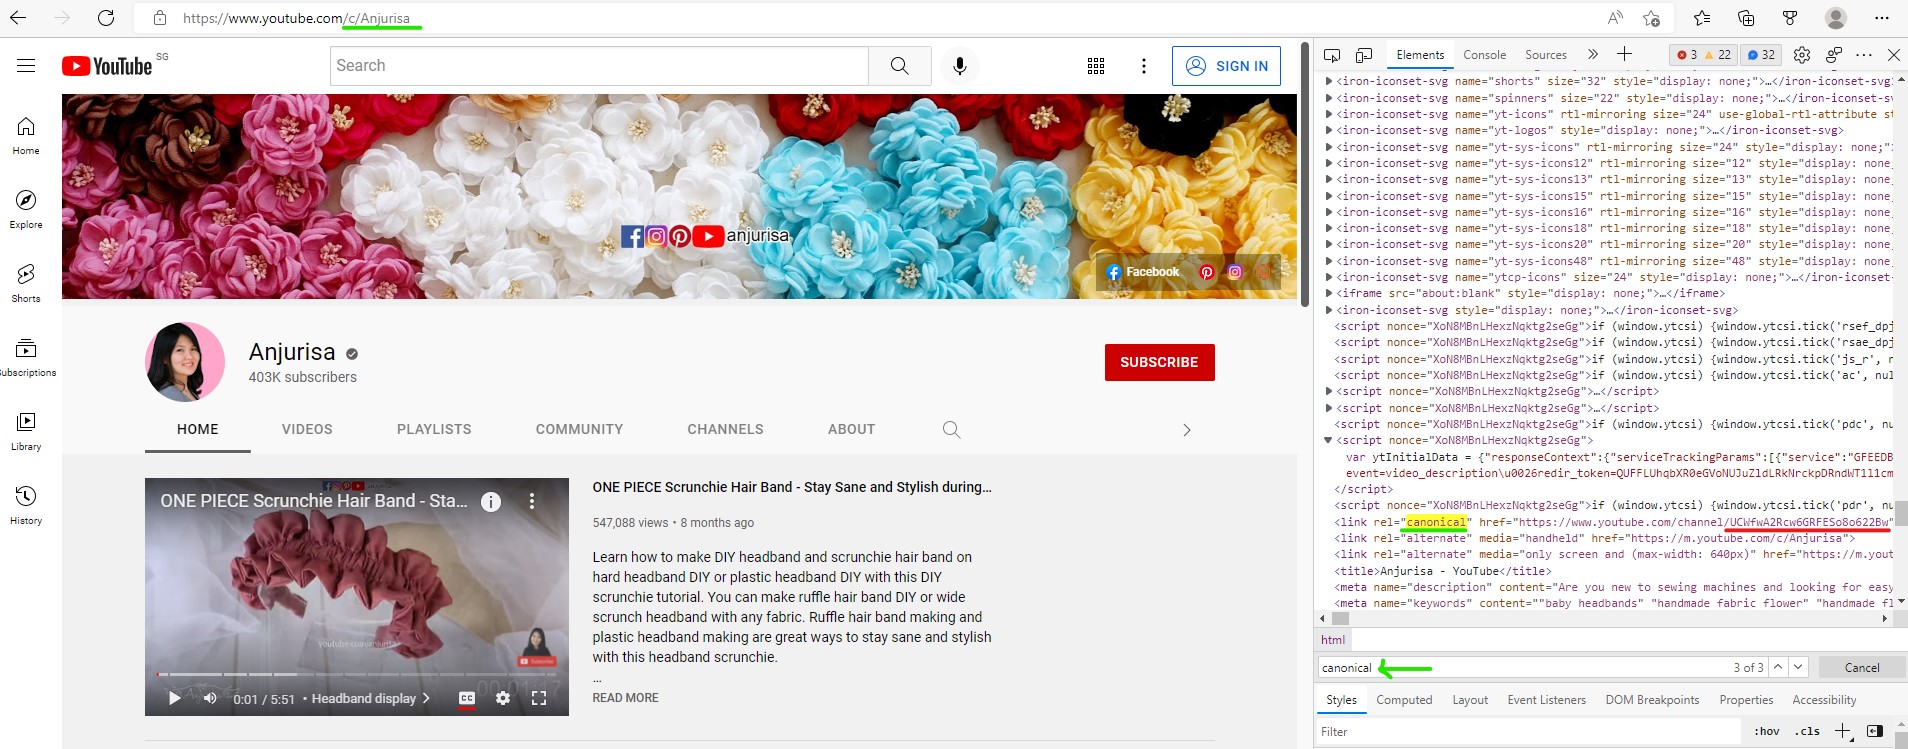 https://www.youtube.com/c/Anjurisa
YouTube SG
Search
SIGN IN
Home
Explore
Shorts
Subscriptions
Library
History
anjurisa
Facebook
Anjurisa
403K subscribers
SUBSCRIBE
HOME VIDEOS PLAYLISTS COMMUNITY CHANNELS ABOUT
ONE PIECE Scrunchie Hair Band - Sta...
youtube.com/anjurisa
0:01 / 5:51 • Headband display
ONE PIECE Scrunchie Hair Band - Stay Sane and Stylish during...
547,088 views • 8 months ago
Learn how to make DIY headband and scrunchie hair band on
hard headband DIY or plastic headband DIY with this DIY
scrunchie tutorial. You can make ruffle hair band DIY or wide
scrunch headband with any fabric. Ruffle hair band making and
plastic headband making are great ways to stay sane and stylish
with this headband scrunchie.
...
READ MORE
Elements Console Sources 3 22 32
<iron-iconset-svg name="shorts" size="32" style="display: none;">…</iron-iconset-svg
<iron-iconset-svg name="spinners" size="22" style="display: none;">…</iron-iconset-sv
<iron-iconset-svg name="yt-icons" rtl-mirroring size="24" use-global-rtl-attribute st
<iron-iconset-svg name="yt-logos" style="display: none;">…</iron-iconset-svg>
<iron-iconset-svg name="yt-sys-icons" rtl-mirroring size="24" style="display: none;"
<iron-iconset-svg name="yt-sys-icons12" rtl-mirroring size="12" style="display: none;
<iron-iconset-svg name="yt-sys-icons13" rtl-mirroring size="13" style="display: none;
<iron-iconset-svg name="yt-sys-icons15" rtl-mirroring size="15" style="display: none;
<iron-iconset-svg name="yt-sys-icons16" rtl-mirroring size="16" style="display: none;
<iron-iconset-svg name="yt-sys-icons18" rtl-mirroring size="18" style="display: none;
<iron-iconset-svg name="yt-sys-icons20" rtl-mirroring size="20" style="display: none;
<iron-iconset-svg name="yt-sys-icons48" rtl-mirroring size="48" style="display: none;
<iron-iconset-svg name="ytcp-icons" size="24" style="display: none;">…</iron-iconset-
<iframe src="about:blank" style="display: none;">…</iframe>
<iron-iconset-svg style="display: none;">…</iron-iconset-svg>
<script nonce="XoN8MBnLHexzNqktg2seGg">if (window.ytcsi) {window.ytcsi.tick('rsef_dpj
<script nonce="XoN8MBnLHexzNqktg2seGg">if (window.ytcsi) {window.ytcsi.tick('rsae_dpj
<script nonce="XoN8MBnLHexzNqktg2seGg">if (window.ytcsi) {window.ytcsi.tick('js_r', n
<script nonce="XoN8MBnLHexzNqktg2seGg">if (window.ytcsi) {window.ytcsi.tick('ac', nul
<script nonce="XoN8MBnLHexzNqktg2seGg">…</script>
<script nonce="XoN8MBnLHexzNqktg2seGg">…</script>
<script nonce="XoN8MBnLHexzNqktg2seGg">if (window.ytcsi) {window.ytcsi.tick('pdc', nu
<script nonce="XoN8MBnLHexzNqktg2seGg">
var ytInitialData = {"responseContext":{"serviceTrackingParams":[{"service":"GFEEDB
event=video_description\u0026redir_token=QUFFLUhqbXR0eGVoNUJuZldLRkNrckpDRndWT1l1cm
</script>
<script nonce="XoN8MBnLHexzNqktg2seGg">if (window.ytcsi) {window.ytcsi.tick('pdr', nu
<link rel="canonical" href="https://www.youtube.com/channel/UCWfwA2Rcw6GRFESo8o622Bw"
<link rel="alternate" media="handheld" href="https://m.youtube.com/c/Anjurisa">
<link rel="alternate" media="only screen and (max-width: 640px)" href="https://m.yout
<title>Anjurisa - YouTube</title>
<meta name="description" content="Are you new to sewing machines and looking for easy
<meta name="keywords" content=""baby headbands" "handmade fabric flower" "handmade fl
html
canonical 3 of 3 Cancel
Styles Computed Layout Event Listeners DOM Breakpoints Properties Accessibility
Filter :hov .cls